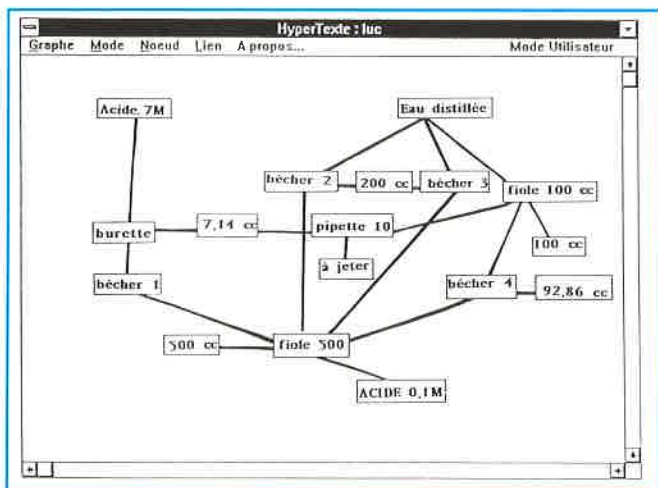 HyperTexte : luc
Graphe Mode Noeud Lien A propos... Mode Utilisateur
Acide 7M
Eau distillée
bécher 2
200 cc
bécher 3
fiole 100 cc
burette
7,14 cc
pipette 10
100 cc
à jeter
bécher 1
bécher 4
92,86 cc
500 cc
fiole 500
ACIDE 0,1M